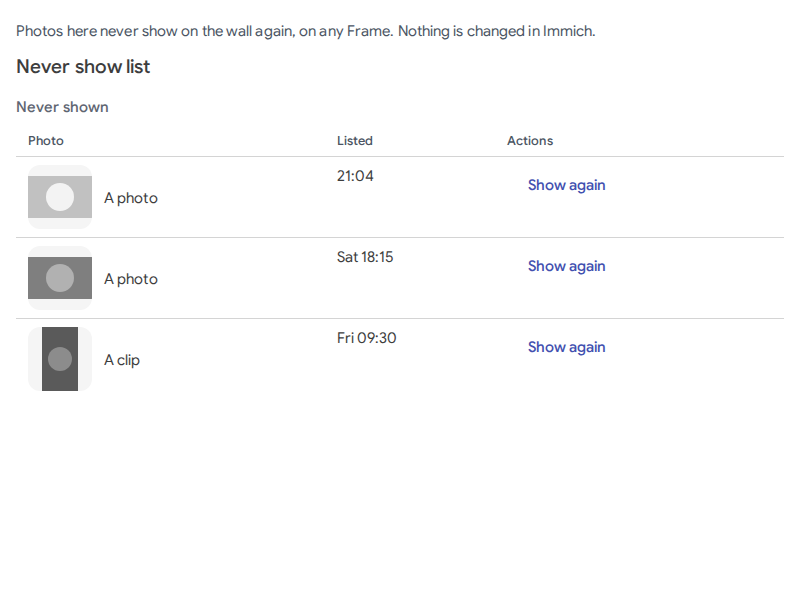 Photos here never show on the wall again, on any Frame. Nothing is changed in Immich.
Never show list
Never shown
Photo Listed Actions
A photo 21:04 Show again
A photo Sat 18:15 Show again
A clip Fri 09:30 Show again